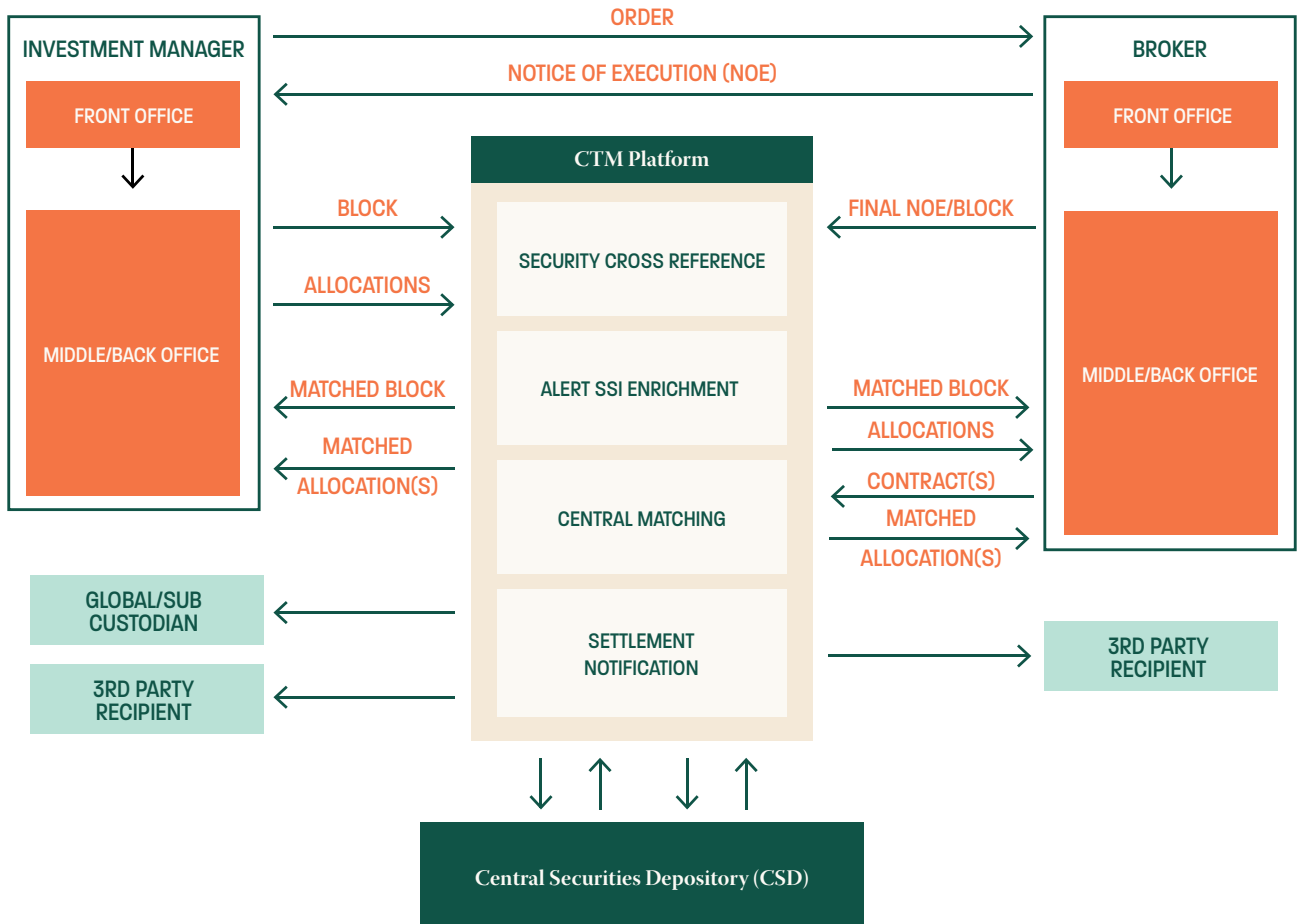 ORDER
INVESTMENT MANAGER
BROKER
NOTICE OF EXECUTION (NOE)
FRONT OFFICE
FRONT OFFICE
CTM Platform
BLOCK
FINAL NOE/BLOCK
SECURITY CROSS REFERENCE
ALLOCATIONS
MIDDLE/BACK OFFICE
MIDDLE/BACK OFFICE
MATCHED BLOCK
ALERT SSI ENRICHMENT
MATCHED BLOCK
ALLOCATIONS
MATCHED
ALLOCATION(S)
CONTRACT(S)
CENTRAL MATCHING
MATCHED
ALLOCATION(S)
GLOBAL/SUB
CUSTODIAN
SETTLEMENT
NOTIFICATION
3RD PARTY
RECIPIENT
3RD PARTY
RECIPIENT
Central Securities Depository (CSD)